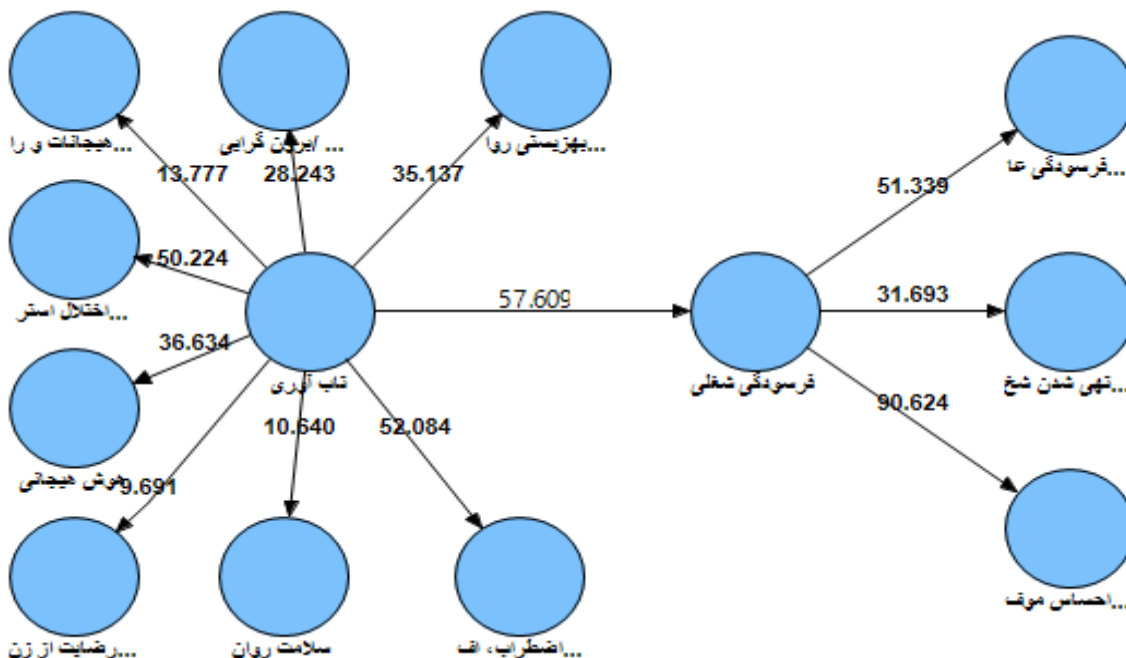 هیجانات و را...
برون گرایی/ ...
بهزیستی روا...
فرسودگی عا...
13.777
28.243
35.137
51.339
50.224
اختلال استر...
57.609
31.693
36.634
تاب آوری
فرسودگی شغلی
تهی شدن شخ...
10.640
52.084
90.624
هوش هیجانی
9.691
احساس موف...
رضایت از زن...
سلامت روان
اضطراب، اف...